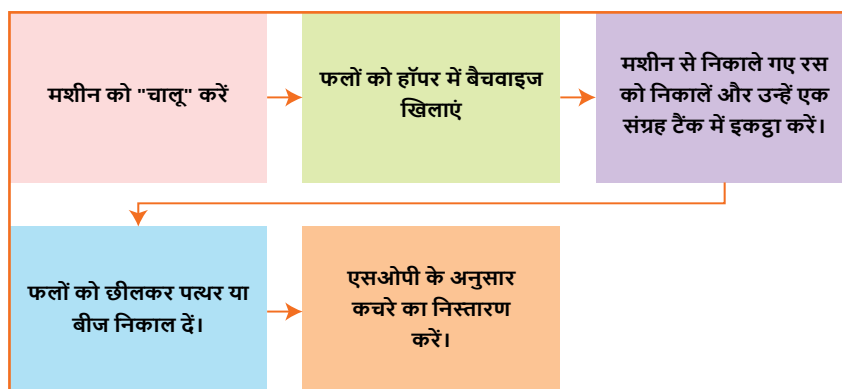 मशीन को "चालू" करें
फलों को हॉपर में बैचवाइज
खिलाएं
मशीन से निकाले गए रस
को निकालें और उन्हें एक
संग्रह टैंक में इकट्ठा करें।
फलों को छीलकर पत्थर या
बीज निकाल दें।
एसओपी के अनुसार
कचरे का निस्तारण
करें।